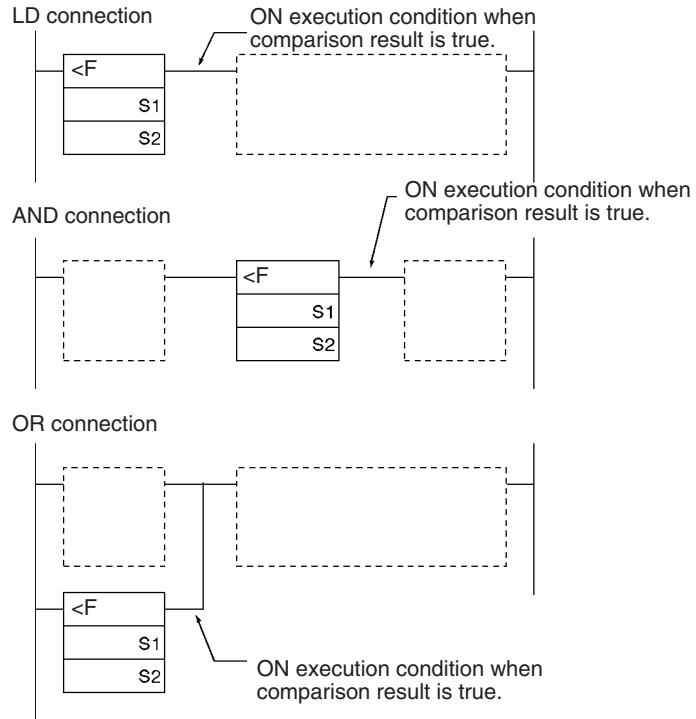 LD connection
ON execution condition when
comparison result is true.
<F
S1
S2
AND connection
ON execution condition when
comparison result is true.
<F
S1
S2
OR connection
<F
S1
S2
ON execution condition when
comparison result is true.